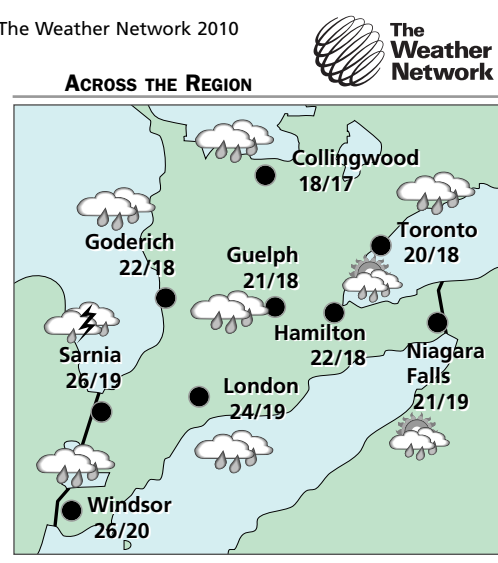 The Weather Network 2010
The
Weather
Network
ACROSS THE REGION
Collingwood
18/17
Goderich
22/18
Toronto
20/18
Guelph
21/18
Hamilton
22/18
Sarnia
26/19
Niagara
Falls
21/19
London
24/19
Windsor
26/20